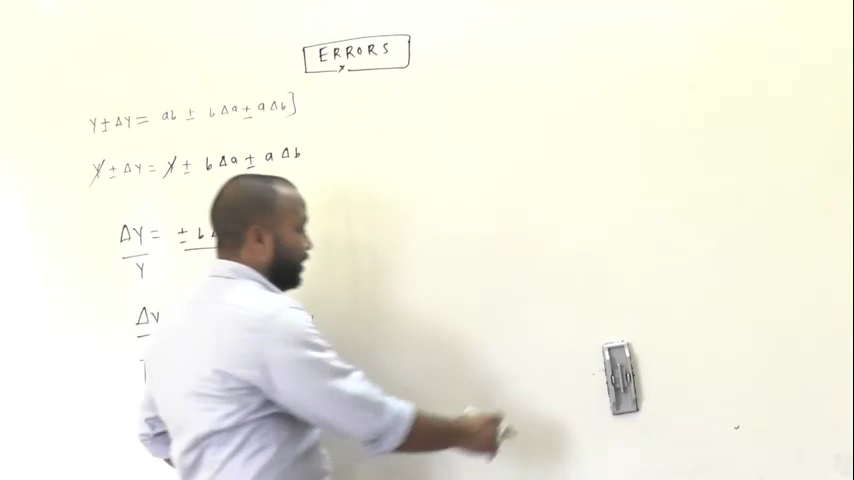 ERRORS
Y ± ΔY = ab ± bΔa ± aΔb]
Y ± ΔY = Y ± bΔa ± aΔb
ΔY = ± b
Y
ΔY